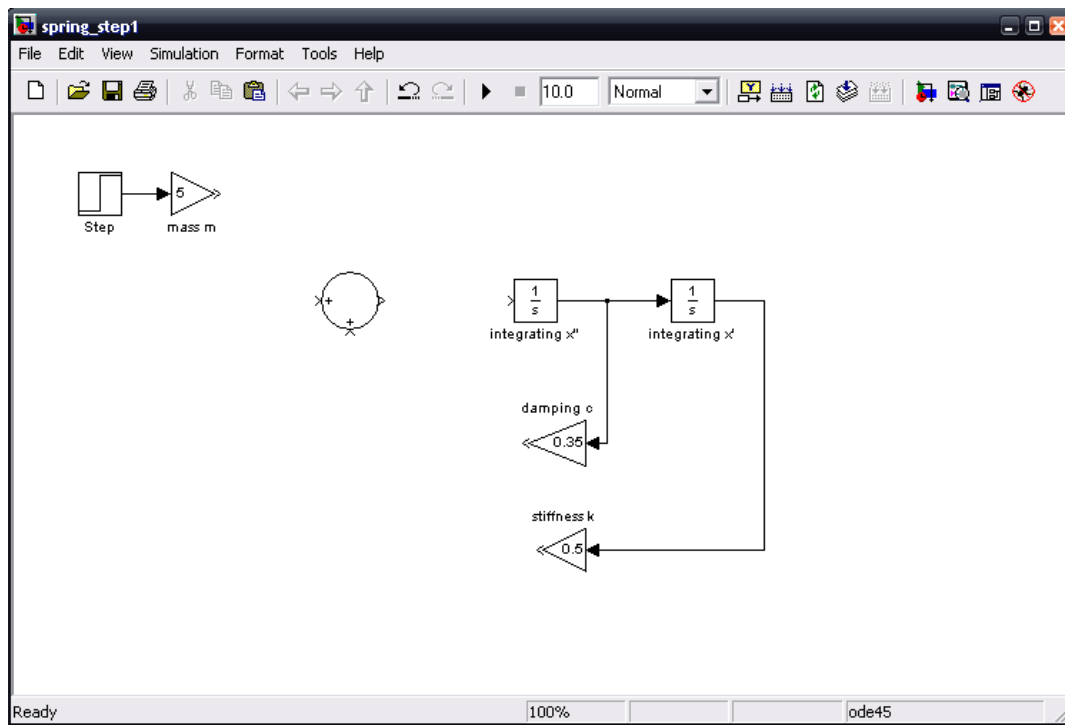 spring_step1
File Edit View Simulation Format Tools Help
10.0 Normal
5
Step mass m
+
+
1
s
1
s
integrating x" integrating x'
damping c
0.35
stiffness k
0.5
Ready 100% ode45